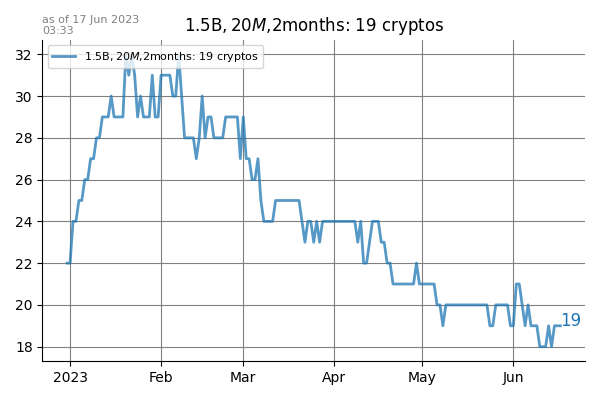 as of 17 Jun 2023
03:33
1.5B, 20M,2months: 19 cryptos
1.5B, 20M,2months: 19 cryptos
32
30
28
26
24
22
20
18
19
2023 Feb Mar Apr May Jun